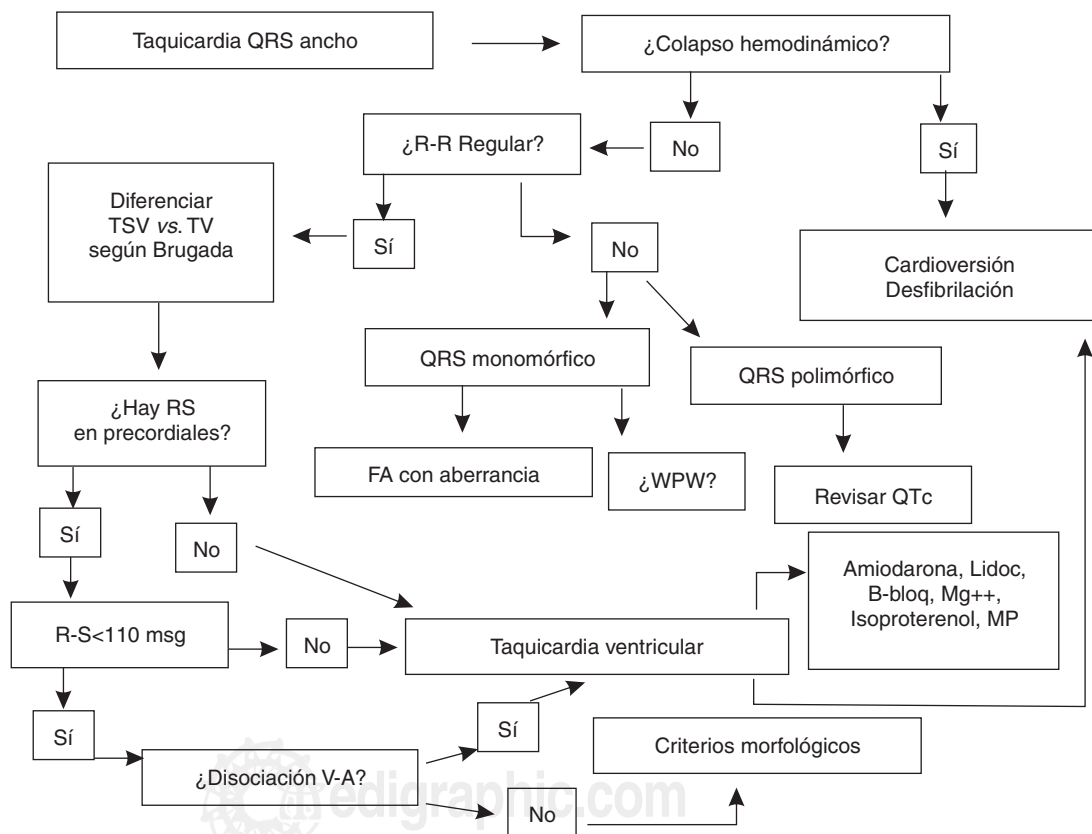 Taquicardia QRS ancho
¿Colapso hemodinámico?
¿R-R Regular?
No
Sí
Diferenciar
TSV vs. TV
según Brugada
Sí
No
Cardioversión
Desfibrilación
QRS monomórfico
QRS polimórfico
¿Hay RS
en precordiales?
FA con aberrancia
¿WPW?
Revisar QTc
Sí
No
Amiodarona, Lidoc,
B-bloq, Mg++,
Isoproterenol, MP
R-S<110 msg
No
Taquicardia ventricular
Sí
Sí
Criterios morfológicos
¿Disociación V-A?
No
edigraphic.com